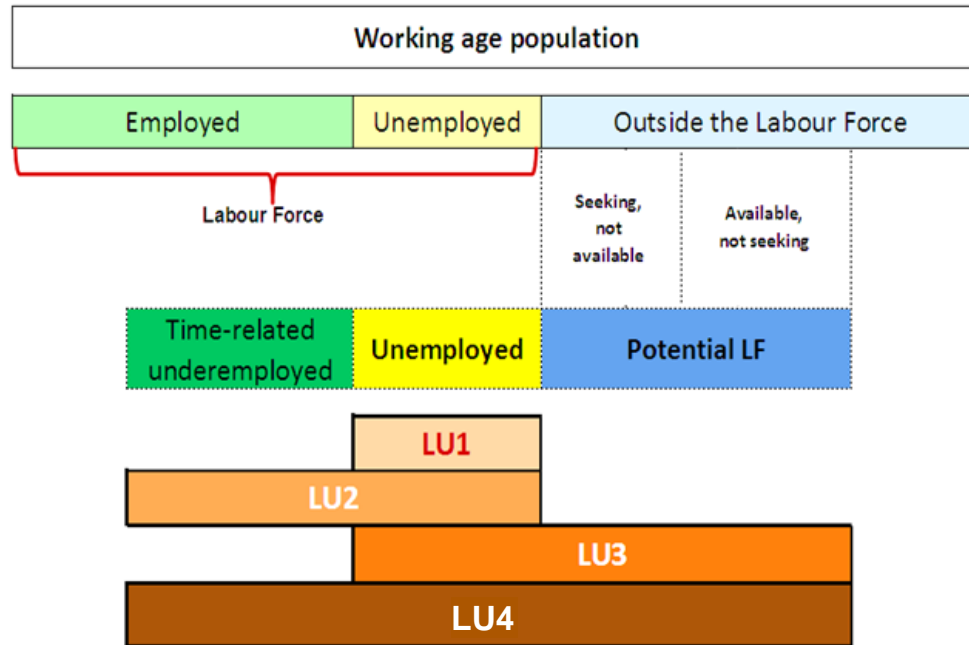 Working age population
Employed Unemployed Outside the Labour Force
Labour Force
Seeking,
not
available
Available,
not seeking
Time-related
underemployed
Unemployed
Potential LF
LU1
LU2
LU3
LU4